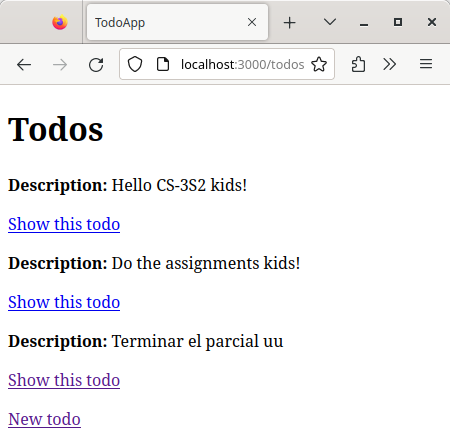 TodoApp
localhost:3000/todos
Todos
Description: Hello CS-3S2 kids!
Show this todo
Description: Do the assignments kids!
Show this todo
Description: Terminar el parcial uu
Show this todo
New todo